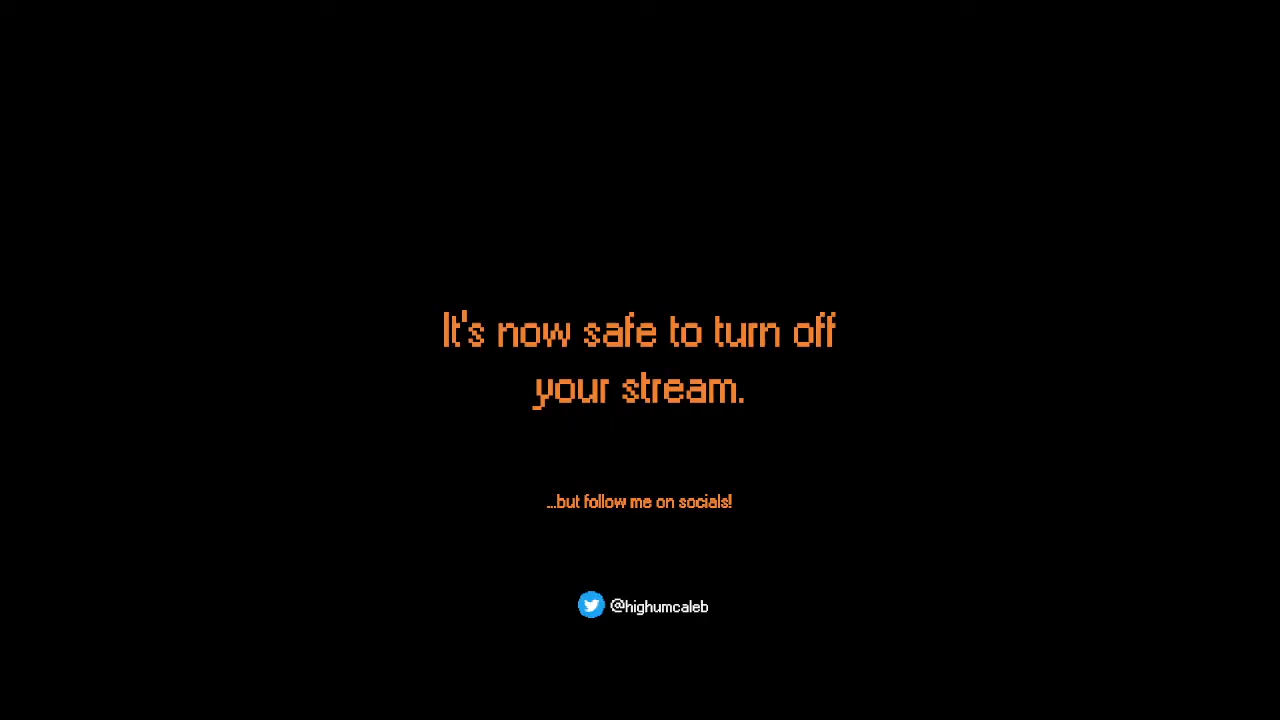 It's now safe to turn off
your stream.
...but follow me on socials!
@highumcaleb